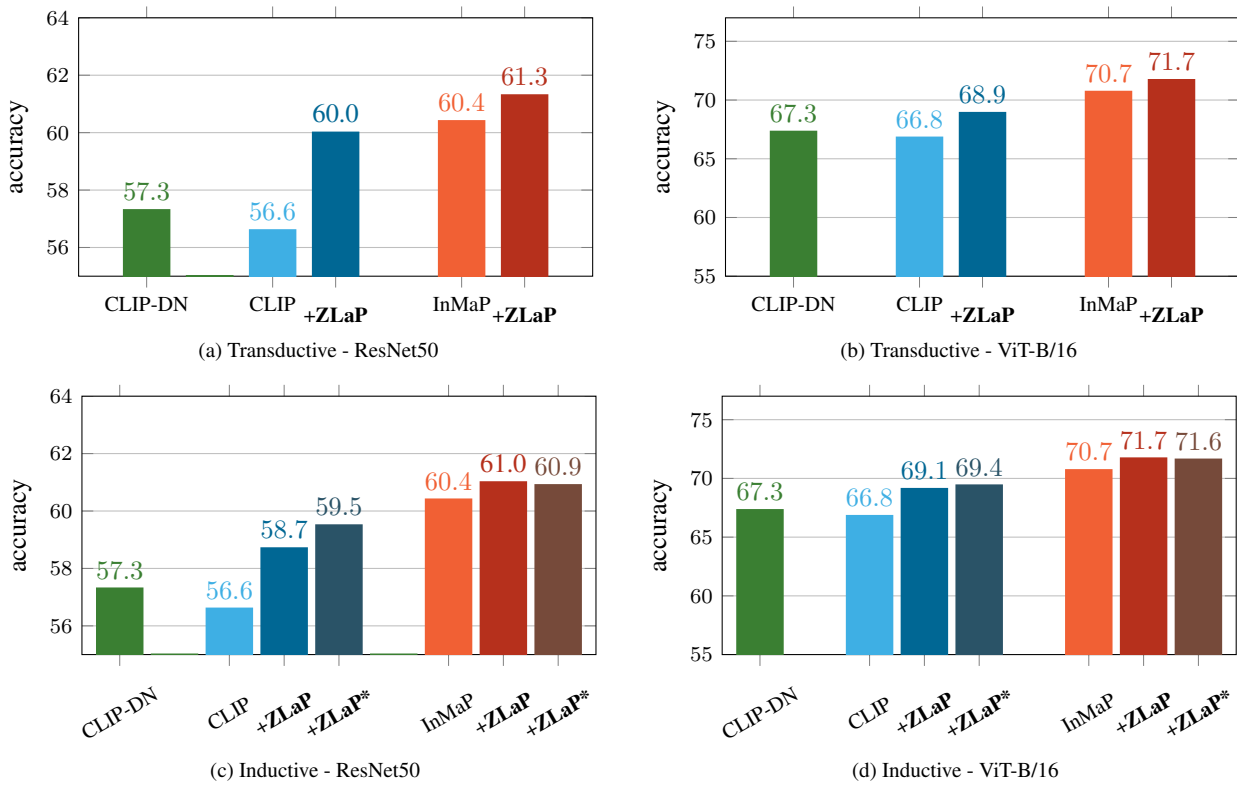 64
62
60
58
56
accuracy
57.3
56.6
60.0
60.4
61.3
CLIP-DN
CLIP
+ZLaP
InMaP
+ZLaP
(a) Transductive - ResNet50
75
70
65
60
55
accuracy
67.3
66.8
68.9
70.7
71.7
CLIP-DN
CLIP
+ZLaP
InMaP
+ZLaP
(b) Transductive - ViT-B/16
64
62
60
58
56
accuracy
57.3
56.6
58.7
59.5
60.4
61.0
60.9
CLIP-DN
CLIP
+ZLaP
+ZLaP*
InMaP
+ZLaP
+ZLaP*
(c) Inductive - ResNet50
75
70
65
60
55
accuracy
67.3
66.8
69.1
69.4
70.7
71.7
71.6
CLIP-DN
CLIP
+ZLaP
+ZLaP*
InMaP
+ZLaP
+ZLaP*
(d) Inductive - ViT-B/16